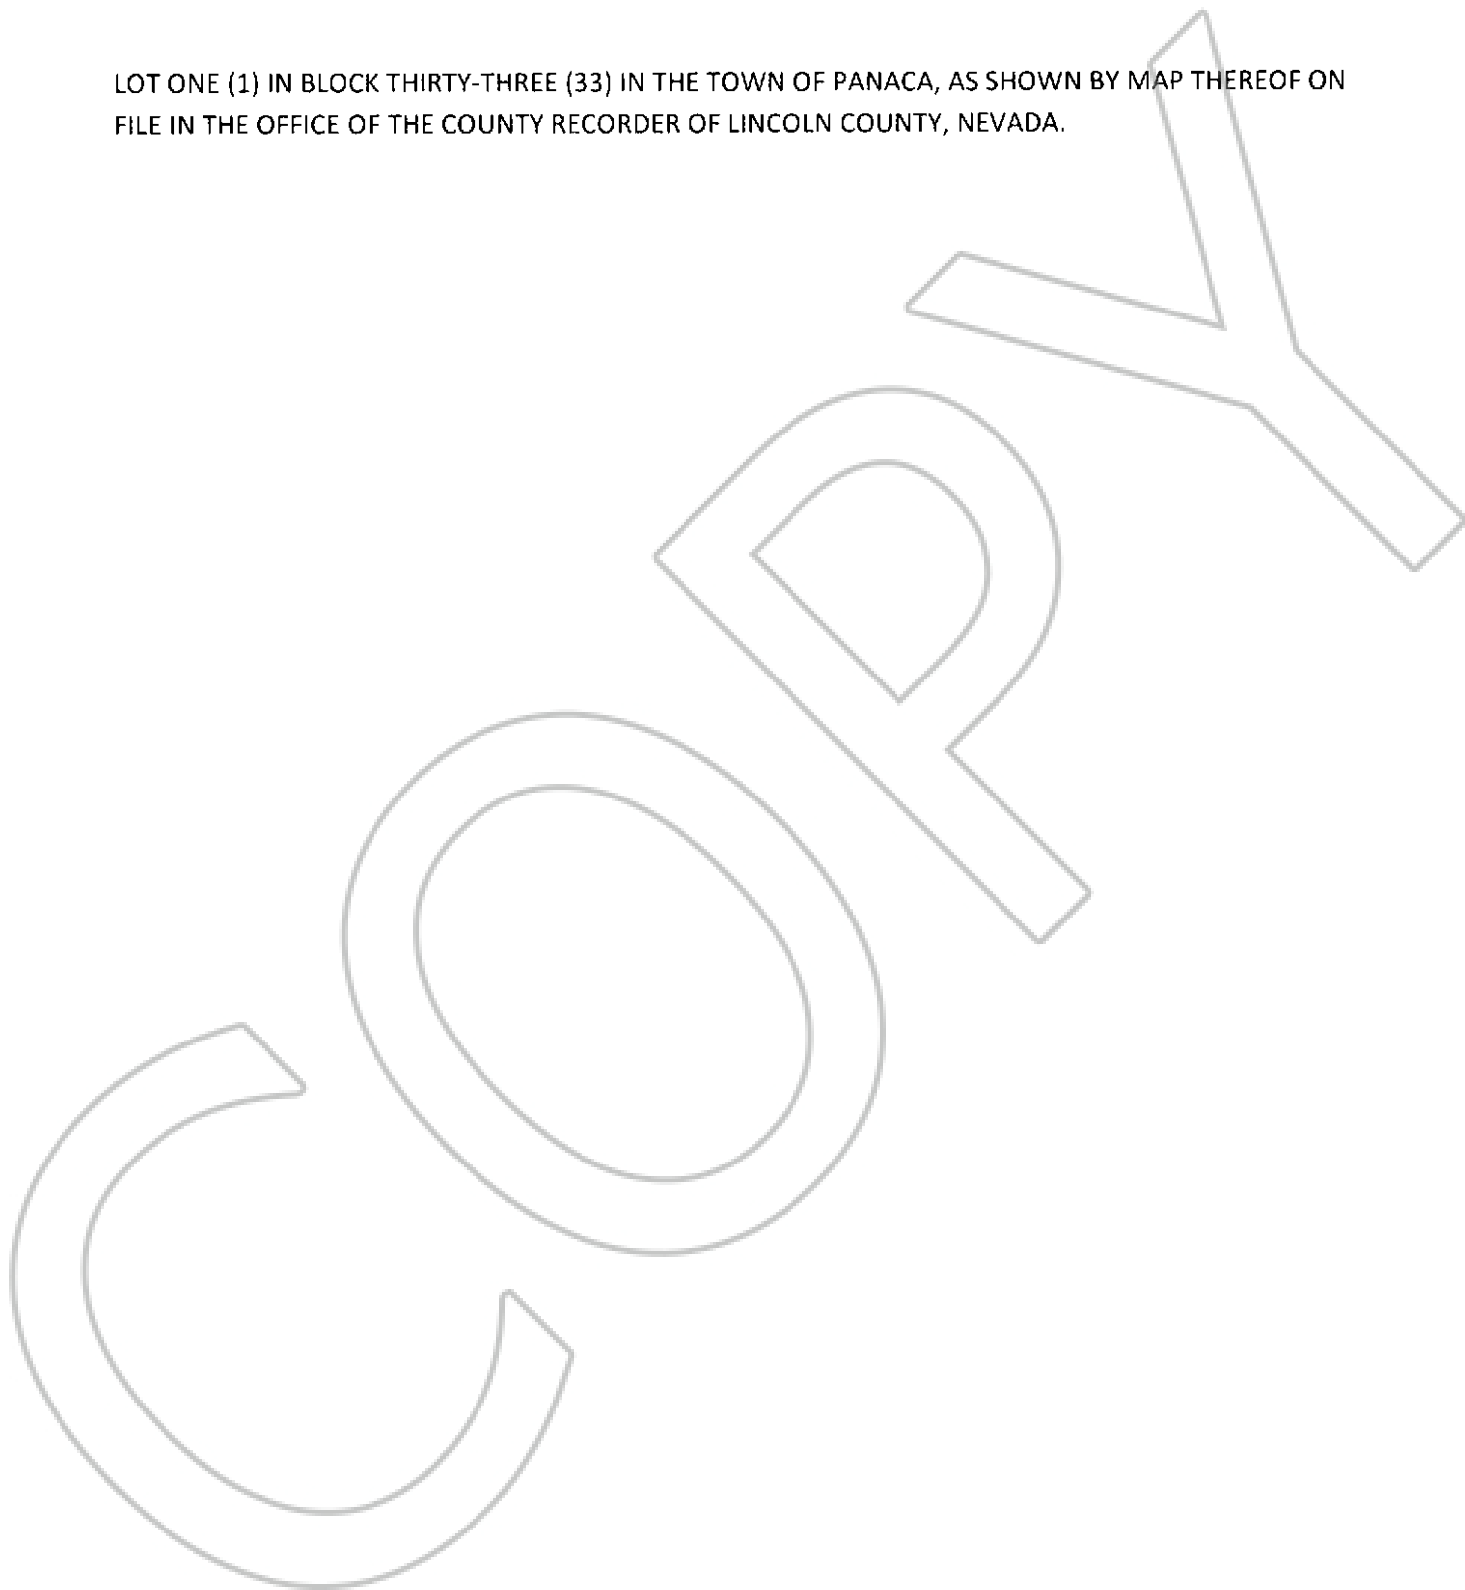 LOT ONE (1) IN BLOCK THIRTY-THREE (33) IN THE TOWN OF PANACA, AS SHOWN BY MAP THEREOF ON
FILE IN THE OFFICE OF THE COUNTY RECORDER OF LINCOLN COUNTY, NEVADA.
COPY